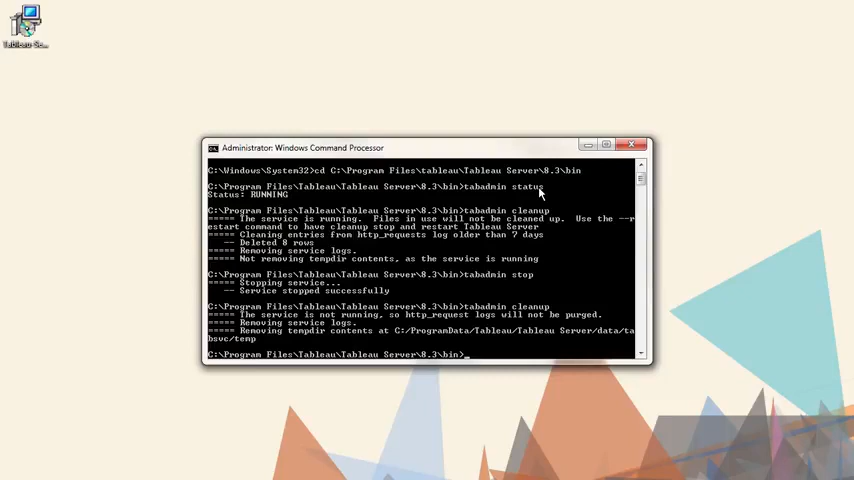 Tableau-Se...
Administrator: Windows Command Processor
C:\Windows\System32>cd C:\Program Files\tableau\Tableau Server\8.3\bin
C:\Program Files\Tableau\Tableau Server\8.3\bin>tabadmin status
Status: RUNNING
C:\Program Files\Tableau\Tableau Server\8.3\bin>tabadmin cleanup
===== The service is running.  Files in use will not be cleaned up.  Use the --r
estart command to have cleanup stop and restart Tableau Server
===== Cleaning entries from http_requests log older than 7 days
-- Deleted 8 rows
===== Removing service logs.
===== Not removing tempdir contents, as the service is running
C:\Program Files\Tableau\Tableau Server\8.3\bin>tabadmin stop
===== Stopping service...
-- Service stopped successfully
C:\Program Files\Tableau\Tableau Server\8.3\bin>tabadmin cleanup
===== The service is not running, so http_request logs will not be purged.
===== Removing service logs.
===== Removing tempdir contents at C:/ProgramData/Tableau/Tableau Server/data/ta
bsvc/temp
C:\Program Files\Tableau\Tableau Server\8.3\bin>_